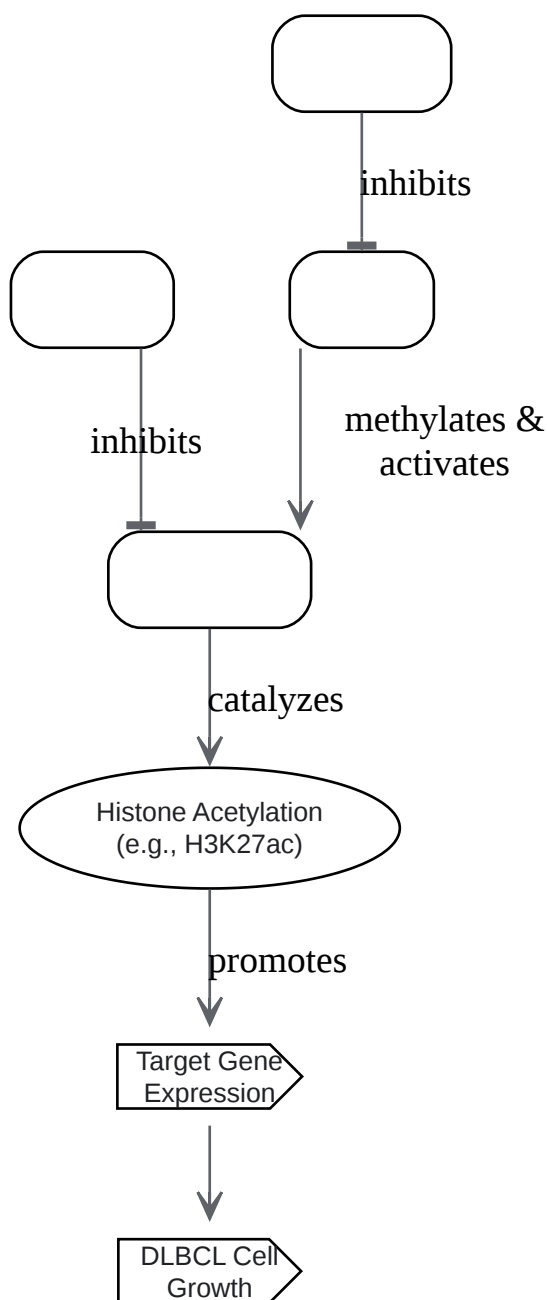 inhibits
inhibits
methylates &
activates
catalyzes
Histone Acetylation
(e.g., H3K27ac)
promotes
Target Gene
Expression
DLBCL Cell
Growth